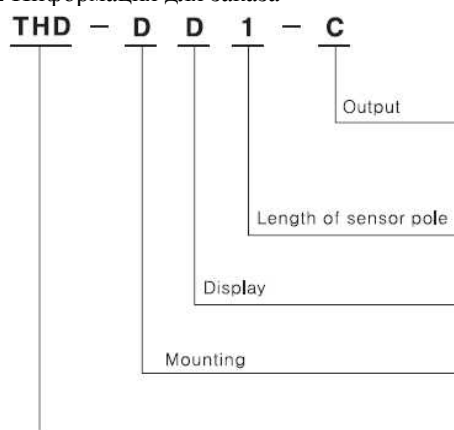 Информация для заказа
THD – D D 1 – C
Output
Length of sensor pole
Display
Mounting